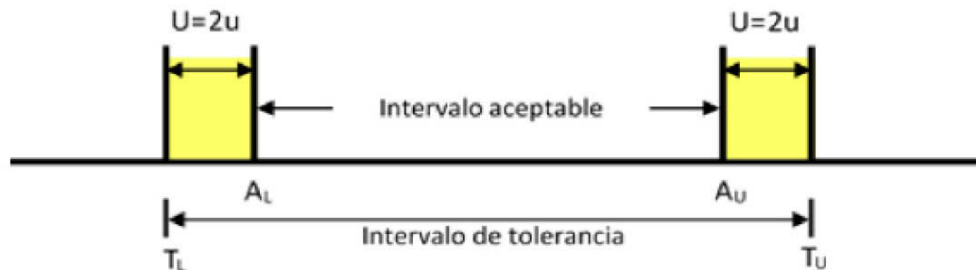 U=2u
U=2u
Intervalo aceptable
A_L
A_U
Intervalo de tolerancia
T_L
T_U